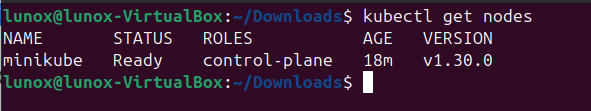 lunox@lunox-VirtualBox:~/Downloads$ kubectl get nodes
NAME STATUS ROLES AGE VERSION
minikube Ready control-plane 18m v1.30.0
lunox@lunox-VirtualBox:~/Downloads$